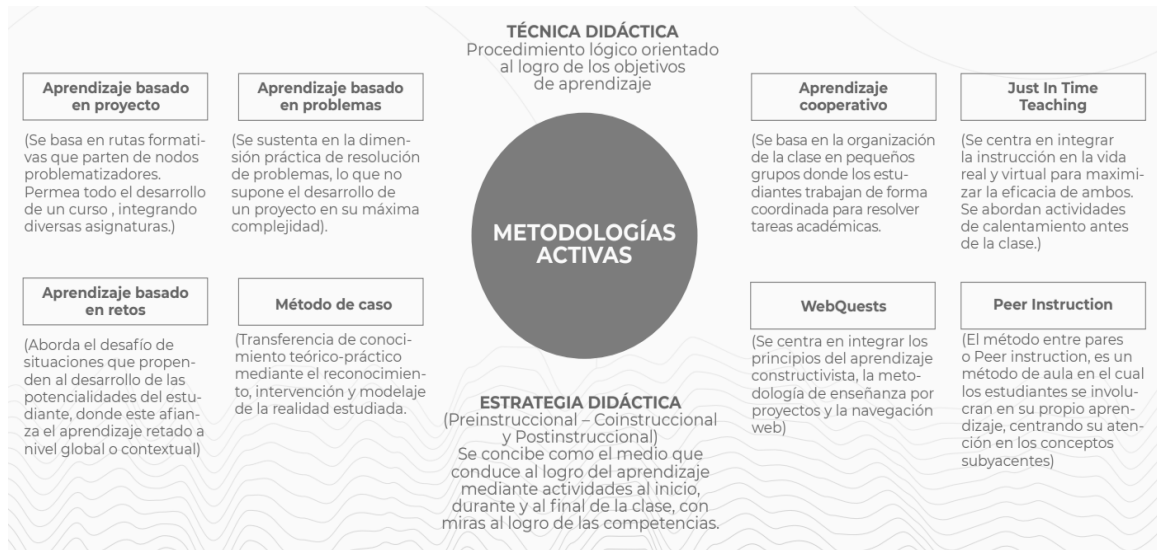 TÉCNICA DIDÁCTICA
Procedimiento lógico orientado
al logro de los objetivos
de aprendizaje
Aprendizaje basado
en proyecto
(Se basa en rutas formati-
vas que parten de nodos
problematizadores.
Permea todo el desarrollo
de un curso , integrando
diversas asignaturas.)
Aprendizaje basado
en problemas
(Se sustenta en la dimen-
sión práctica de resolución
de problemas, lo que no
supone el desarrollo de
un proyecto en su máxima
complejidad).
Aprendizaje
cooperativo
(Se basa en la organización
de la clase en pequeños
grupos donde los estu-
diantes trabajan de forma
coordinada para resolver
tareas académicas.
Just In Time
Teaching
(Se centra en integrar
la instrucción en la vida
real y virtual para maximi-
zar la eficacia de ambos.
Se abordan actividades
de calentamiento antes
de la clase.)
METODOLOGÍAS
ACTIVAS
Aprendizaje basado
en retos
(Aborda el desafío de
situaciones que propen-
den al desarrollo de las
potencialidades del estu-
diante, donde este afian-
za el aprendizaje retado a
nivel global o contextual)
Método de caso
(Transferencia de conoci-
miento teórico-práctico
mediante el reconocimien-
to, intervención y modelaje
de la realidad estudiada.
WebQuests
(Se centra en integrar los
principios del aprendizaje
constructivista, la meto-
dología de enseñanza por
proyectos y la navegación
web)
Peer Instruction
(El método entre pares
o Peer instruction, es un
método de aula en el cual
los estudiantes se involu-
cran en su propio apren-
dizaje, centrando su aten-
ción en los conceptos
subyacentes)
ESTRATEGIA DIDÁCTICA
(Preinstruccional – Coinstruccional
y Postinstruccional)
Se concibe como el medio que
conduce al logro del aprendizaje
mediante actividades al inicio,
durante y al final de la clase, con
miras al logro de las competencias.